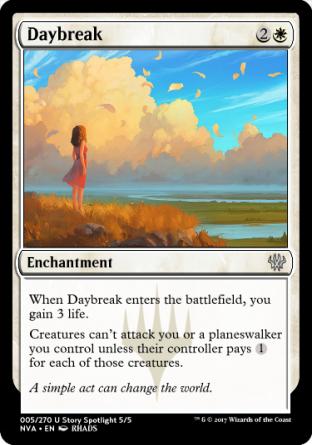 Daybreak 2
Enchantment
When Daybreak enters the battlefield, you
gain 3 life.
Creatures can't attack you or a planeswalker
you control unless their controller pays 1
for each of those creatures.
A simple act can change the world.
005/270 U Story Spotlight 5/5
NVA • EN KHADS ™ & © 2017 Wizards of the Coast